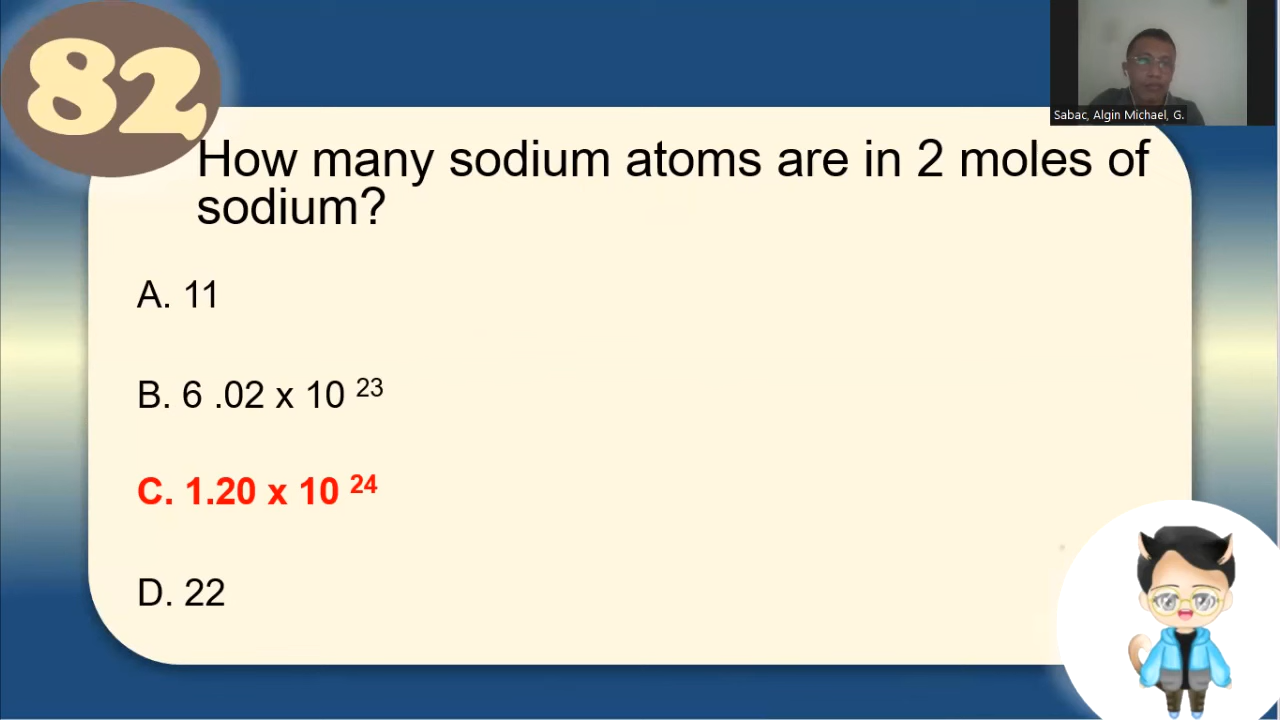 82
Sabac, Algin Michael, G.
How many sodium atoms are in 2 moles of
sodium?
A. 11
B. 6 .02 x 10 ²³
C. 1.20 x 10 ²⁴
D. 22